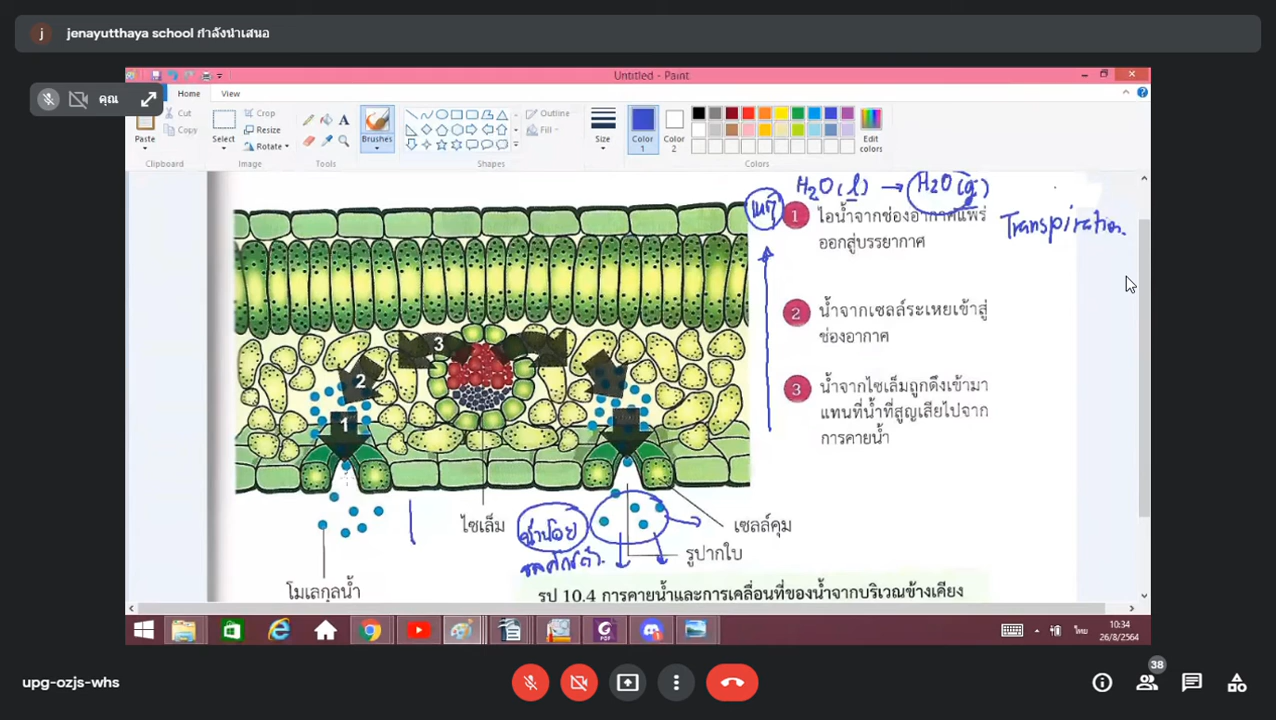 j jenayutthaya school กำลังนำเสนอ
Untitled - Paint
คุณ
Home View
Paste
Cut
Copy
Select
Crop
Resize
Rotate
Brushes
Outline
Fill
Size
Color 1
Color 2
Edit colors
Clipboard Image Tools Shapes Colors
H2O(l) → H2O(g)
1 ไอน้ำจากช่องอากาศแพร่
ออกสู่บรรยากาศ
Transpiration
2 น้ำจากเซลล์ระเหยเข้าสู่
ช่องอากาศ
3 น้ำจากไซเล็มถูกดึงเข้ามา
แทนที่น้ำที่สูญเสียไปจาก
การคายน้ำ
3
2
1
ไซเล็ม
เซลล์คุม
รูปากใบ
โมเลกุลน้ำ
รูป 10.4 การคายน้ำและการเคลื่อนที่ของน้ำจากบริเวณข้างเคียง
PDF
ไทย
10:34
26/8/2564
upg-ozjs-whs
38